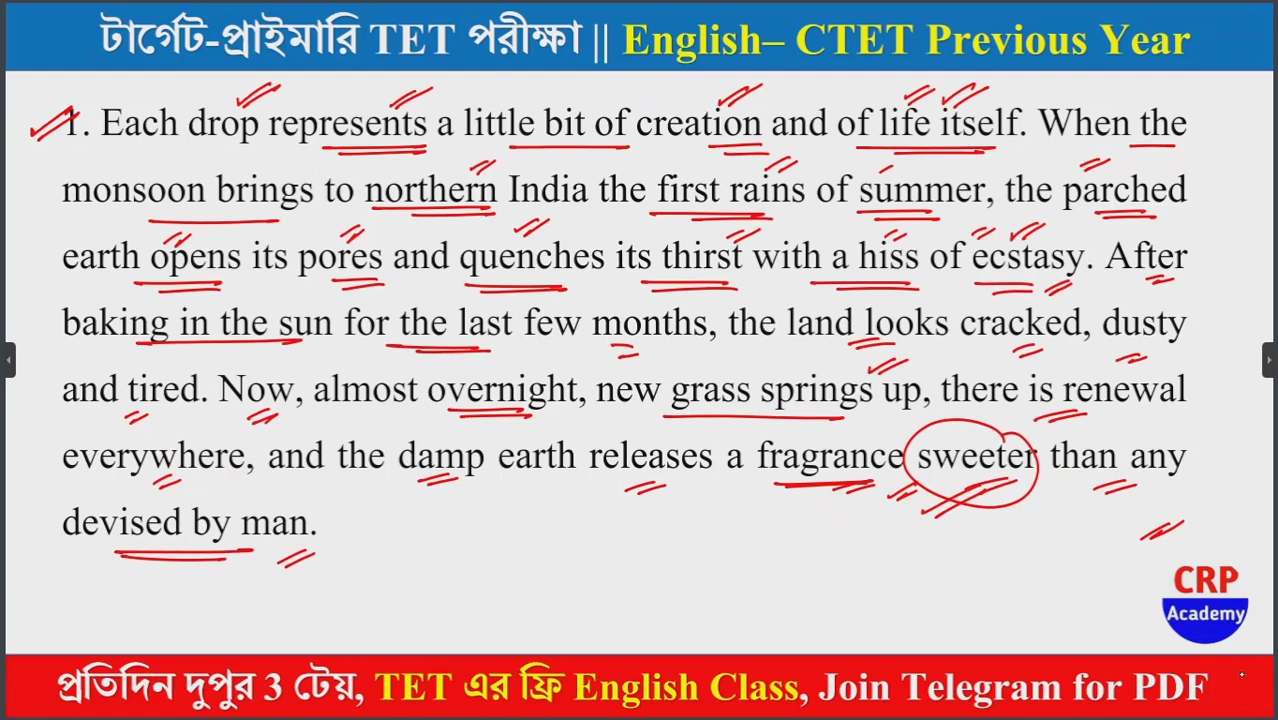 টার্গেট-প্রাইমারি TET পরীক্ষা || English– CTET Previous Year
1. Each drop represents a little bit of creation and of life itself. When the
monsoon brings to northern India the first rains of summer, the parched
earth opens its pores and quenches its thirst with a hiss of ecstasy. After
baking in the sun for the last few months, the land looks cracked, dusty
and tired. Now, almost overnight, new grass springs up, there is renewal
everywhere, and the damp earth releases a fragrance sweeter than any
devised by man.
CRP
Academy
প্রতিদিন দুপুর 3 টেয়, TET এর ফ্রি English Class, Join Telegram for PDF